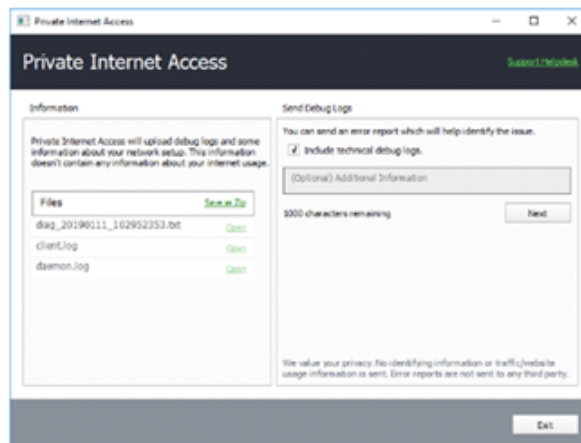 Private Internet Access
Private Internet Access
Support Helpdesk
Information
Private Internet Access will upload debug logs and some
information about your network setup. This information
doesn't contain any information about your internet usage.
Files
Save as Zip
diag_20190111_102952353.txt
Open
client.log
Open
daemon.log
Open
Send Debug Logs
You can send an error report which will help identify the issue.
Include technical debug logs.
(Optional) Additional Information
1000 characters remaining
Next
We value your privacy. No identifying information or traffic/website
usage information is sent. Error reports are not sent to any third party.
Exit